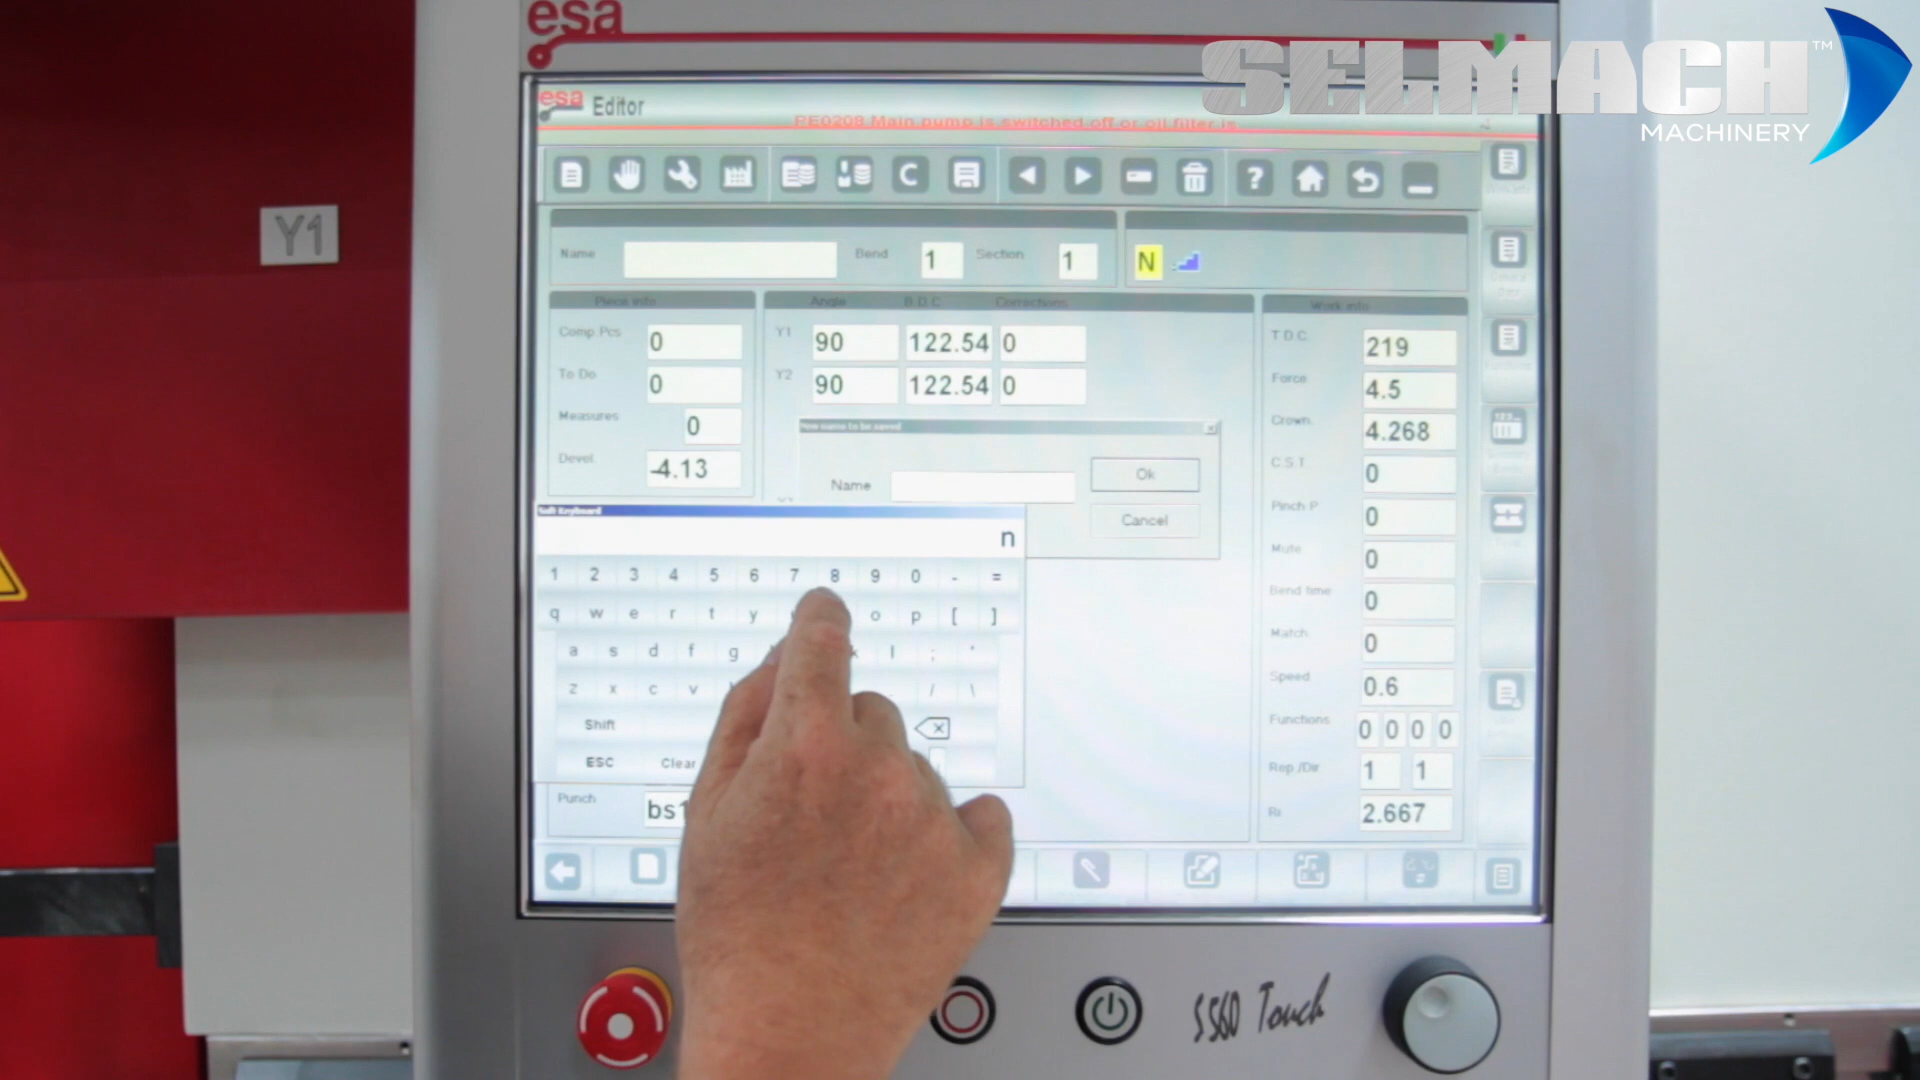 esa
SELMACH™
MACHINERY
esa Editor
PE0208 Main pump is switched off or oil filter is
C ?
Y1
Name Bend 1 Section 1 N
Piece info Angle B.D.C Corrections Work info
Comp.Pcs 0 Y1 90 122.54 0 T.D.C 219
To Do 0 Y2 90 122.54 0 Force 4.5
Measures 0 Crown. 4.268
New name to be saved
Devel. -4.13 C.S.T. 0
Name Ok
Cancel
Pinch P 0
Soft Keyboard
n
Mute 0
1 2 3 4 5 6 7 8 9 0 - =
Bend time 0
q w e r t y o p [ ]
Match. 0
a s d f g k l ; '
Speed 0.6
z x c v / \
Functions 0 0 0 0
Shift
Rep./Dir. 1 1
ESC Clear
Punch bs1
Ri 2.667
S560 Touch